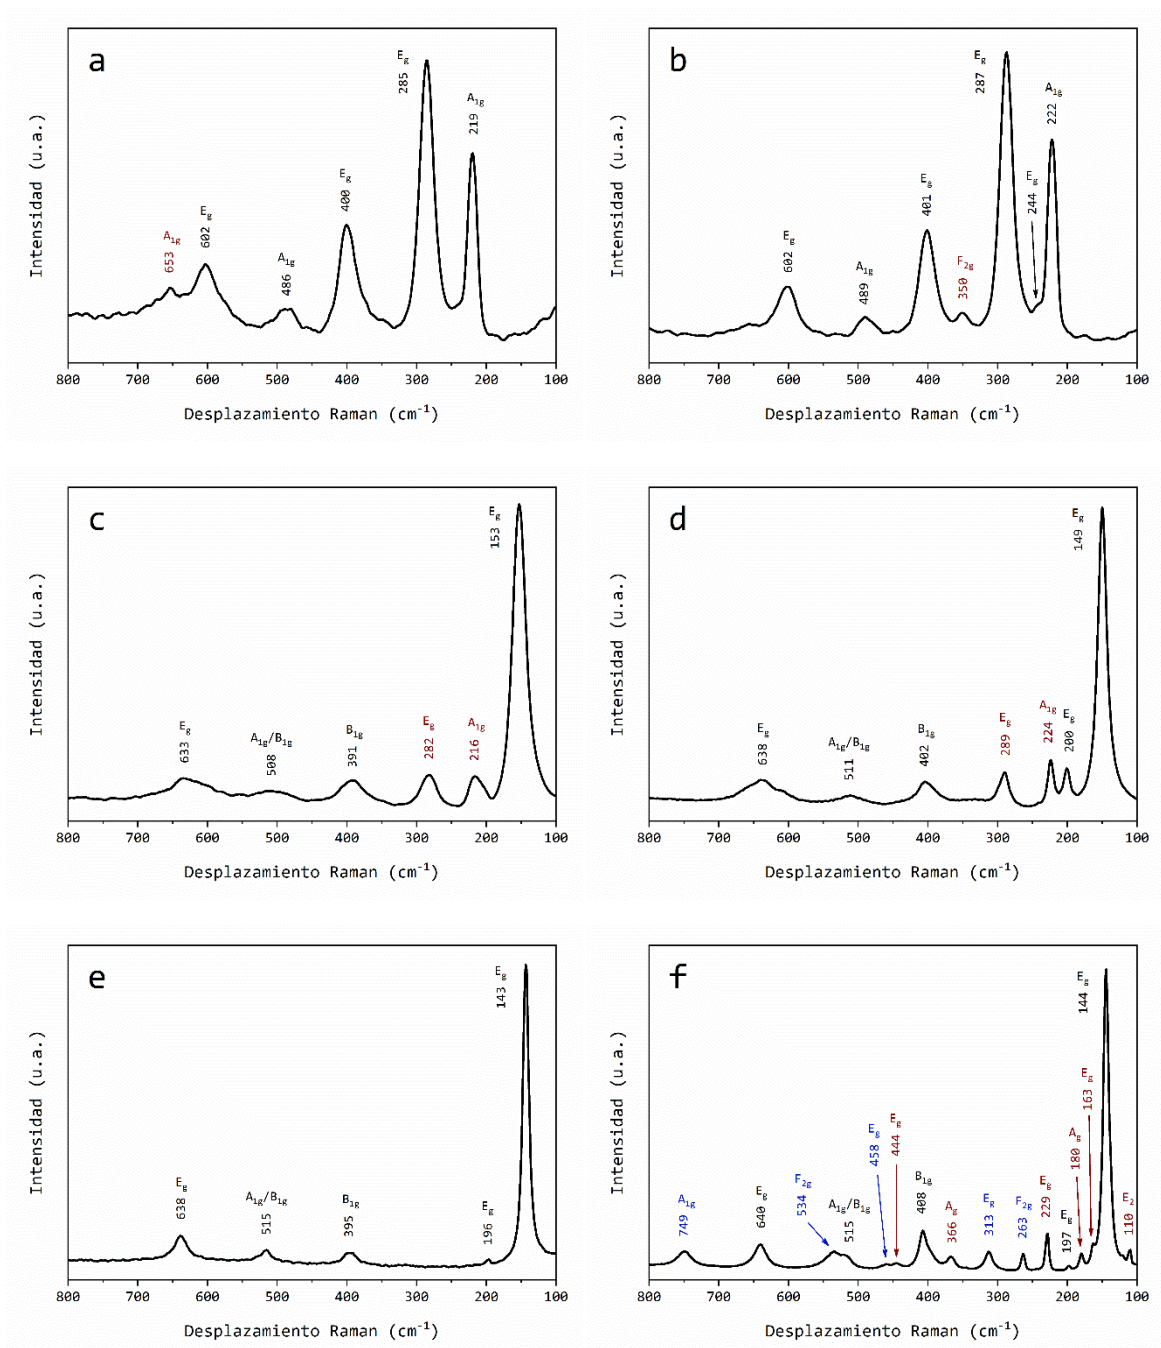 a
Intensidad (u.a.)
A1g
653
Eg
602
A1g
486
Eg
400
Eg
285
A1g
219
800 700 600 500 400 300 200 100
Desplazamiento Raman (cm-1)
b
Intensidad (u.a.)
Eg
602
A1g
489
F2g
350
Eg
401
Eg
287
Eg
244
A1g
222
800 700 600 500 400 300 200 100
Desplazamiento Raman (cm-1)
c
Intensidad (u.a.)
Eg
633
A1g/B1g
508
B1g
391
Eg
282
A1g
216
Eg
153
800 700 600 500 400 300 200 100
Desplazamiento Raman (cm-1)
d
Intensidad (u.a.)
Eg
638
A1g/B1g
511
B1g
402
Eg
289
A1g
224
Eg
200
Eg
149
800 700 600 500 400 300 200 100
Desplazamiento Raman (cm-1)
e
Intensidad (u.a.)
Eg
638
A1g/B1g
515
B1g
395
Eg
196
Eg
143
800 700 600 500 400 300 200 100
Desplazamiento Raman (cm-1)
f
Intensidad (u.a.)
A1g
749
Eg
640
F2g
534
A1g/B1g
515
Eg
458
Eg
444
B1g
408
Ag
366
Eg
313
F2g
263
Eg
229
Eg
197
Ag
180
Eg
163
Eg
144
E2
110
800 700 600 500 400 300 200 100
Desplazamiento Raman (cm-1)